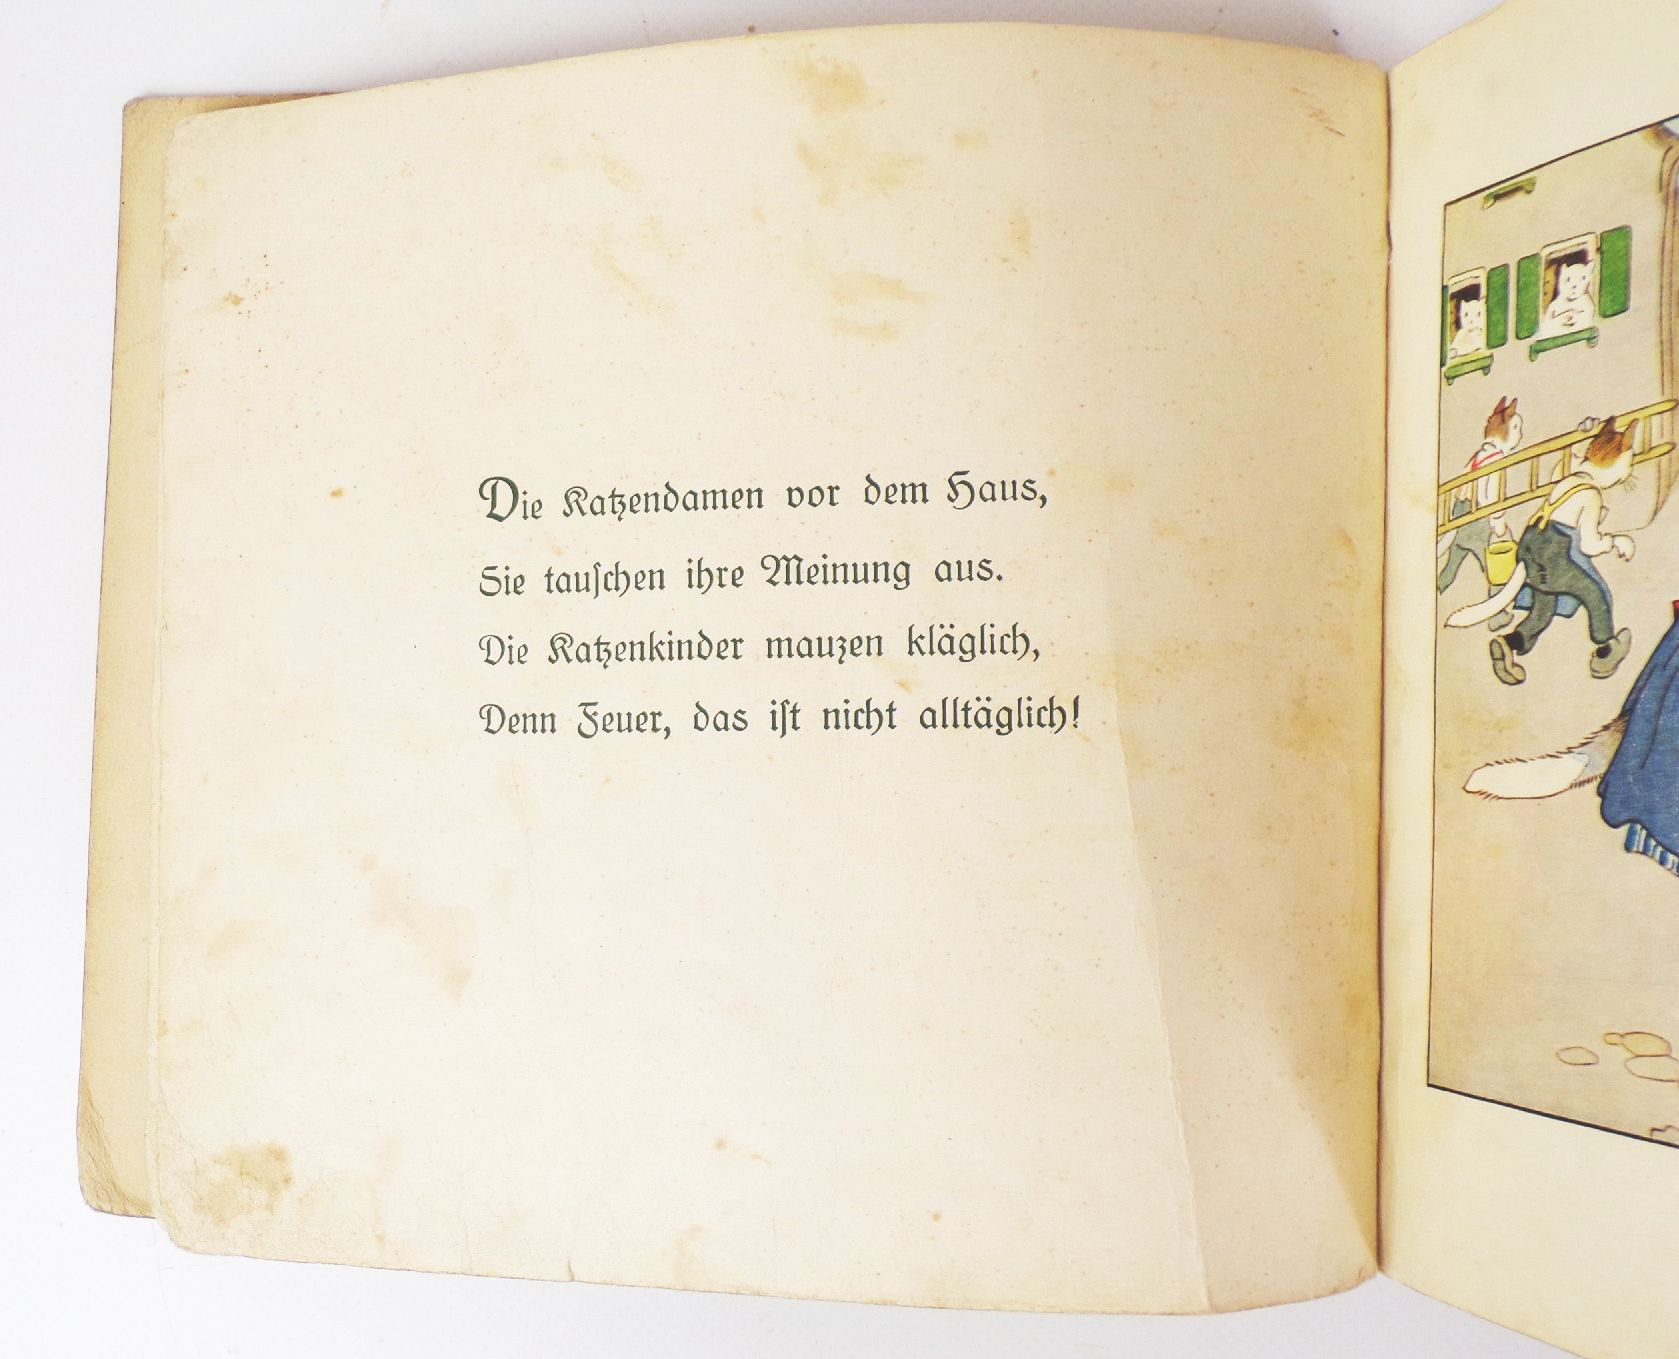 Die Katzendamen vor dem Haus,
Sie tauſchen ihre Meinung aus.
Die Katzenkinder mauzen kläglich,
Denn Feuer, das iſt nicht alltäglich!